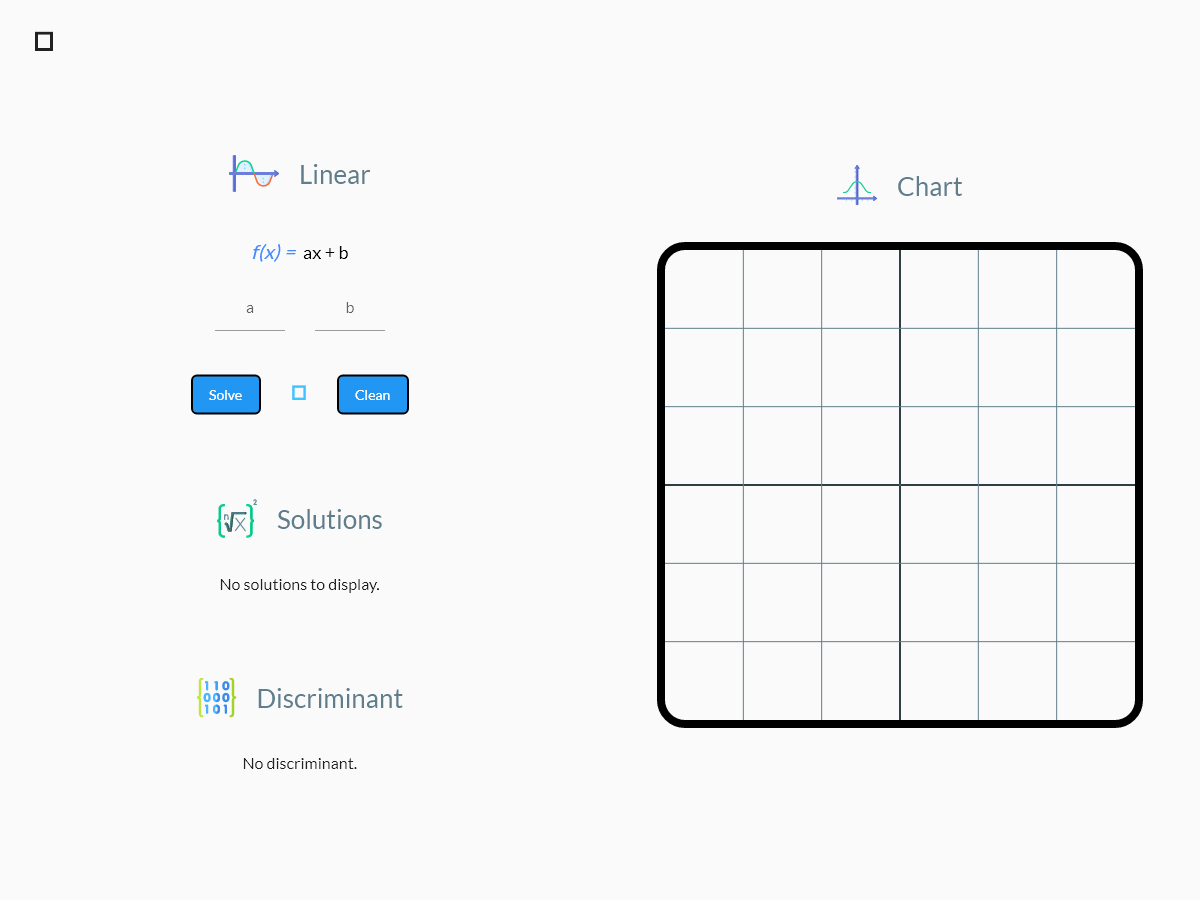 Linear
f(x) = ax + b
a b
Solve Clean
Solutions
No solutions to display.
Discriminant
No discriminant.
Chart